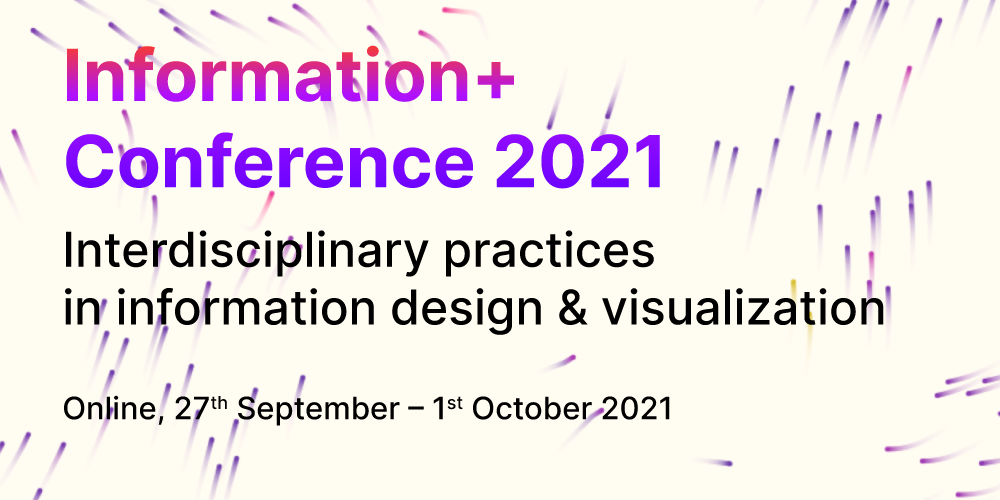 Information+
Conference 2021
Interdisciplinary practices
in information design & visualization
Online, 27th September – 1st October 2021